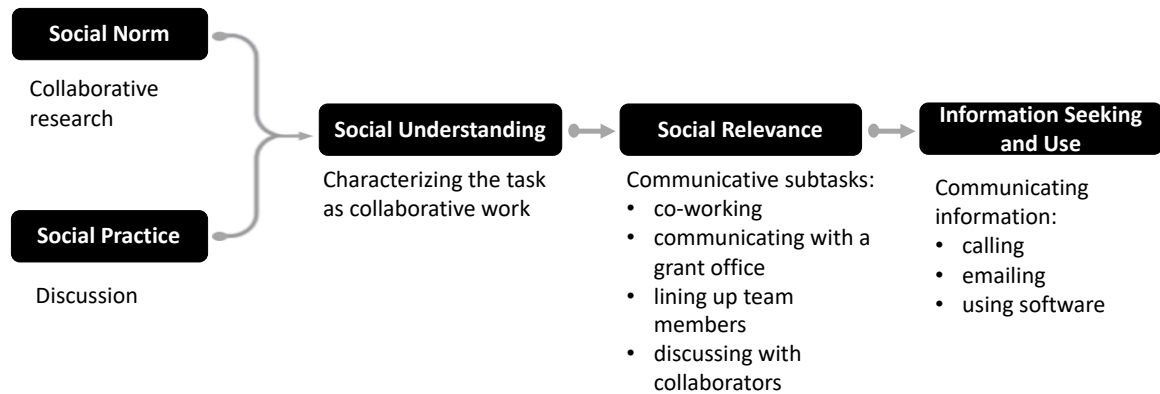 Social Norm
Collaborative
research
Social Practice
Discussion
Social Understanding
Characterizing the task
as collaborative work
Social Relevance
Communicative subtasks:
• co-working
• communicating with a
grant office
• lining up team
members
• discussing with
collaborators
Information Seeking
and Use
Communicating
information:
• calling
• emailing
• using software